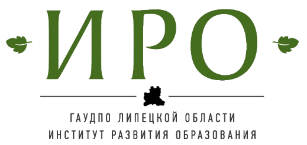 ИРО
ГАУДПО ЛИПЕЦКОЙ ОБЛАСТИ
ИНСТИТУТ РАЗВИТИЯ ОБРАЗОВАНИЯ